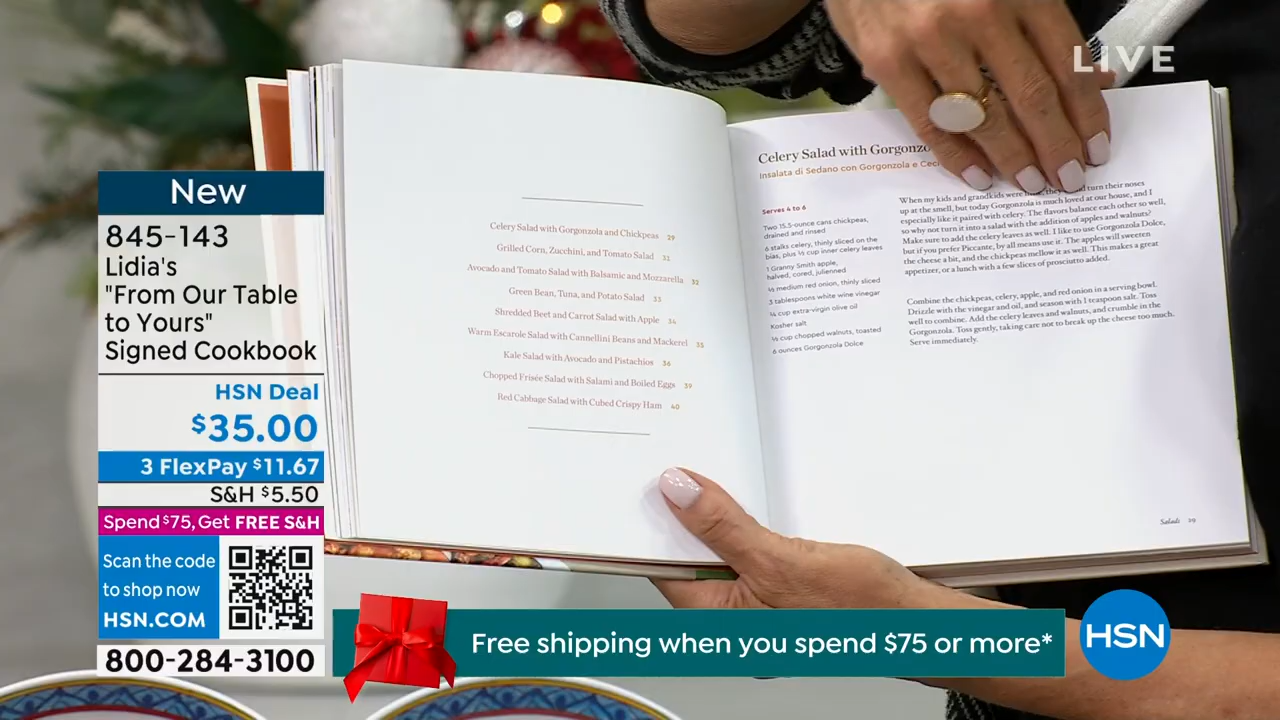 LIVE
New
845-143
Lidia's
"From Our Table
to Yours"
Signed Cookbook
HSN Deal
$35.00
3 FlexPay $11.67
S&H $5.50
Spend $75, Get FREE S&H
Scan the code
to shop now
HSN.COM
800-284-3100
Celery Salad with Gorgonzola and Chickpeas 29
Grilled Corn, Zucchini, and Tomato Salad 31
Avocado and Tomato Salad with Balsamic and Mozzarella 32
Green Bean, Tuna, and Potato Salad 33
Shredded Beet and Carrot Salad with Apple 34
Warm Escarole Salad with Cannellini Beans and Mackerel 35
Kale Salad with Avocado and Pistachios 36
Chopped Frisée Salad with Salami and Boiled Eggs 39
Red Cabbage Salad with Cubed Crispy Ham 40
Celery Salad with Gorgonzo
Insalata di Sedano con Gorgonzola e Ceci
Serves 4 to 6
Two 15.5-ounce cans chickpeas,
drained and rinsed
6 stalks celery, thinly sliced on the
bias, plus ½ cup inner celery leaves
1 Granny Smith apple,
halved, cored, julienned
½ medium red onion, thinly sliced
3 tablespoons white wine vinegar
¼ cup extra-virgin olive oil
Kosher salt
½ cup chopped walnuts, toasted
6 ounces Gorgonzola Dolce
When my kids and grandkids were they turn their noses
up at the smell, but today Gorgonzola is much loved at our house, and I
especially like it paired with celery. The flavors balance each other so well,
so why not turn it into a salad with the addition of apples and walnuts?
Make sure to add the celery leaves as well. I like to use Gorgonzola Dolce,
but if you prefer Piccante, by all means use it. The apples will sweeten
the cheese a bit, and the chickpeas mellow it as well. This makes a great
appetizer, or a lunch with a few slices of prosciutto added.
Combine the chickpeas, celery, apple, and red onion in a serving bowl.
Drizzle with the vinegar and oil, and season with 1 teaspoon salt. Toss
well to combine. Add the celery leaves and walnuts, and crumble in the
Gorgonzola. Toss gently, taking care not to break up the cheese too much.
Serve immediately.
Salads 29
Free shipping when you spend $75 or more*
HSN